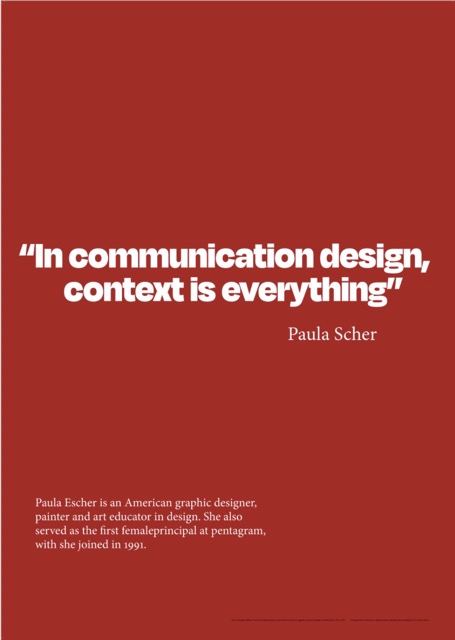 “In communication design,
context is everything”
Paula Scher
Paula Escher is an American graphic designer,
painter and art educator in design. She also
served as the first femaleprincipal at pentagram,
with she joined in 1991.